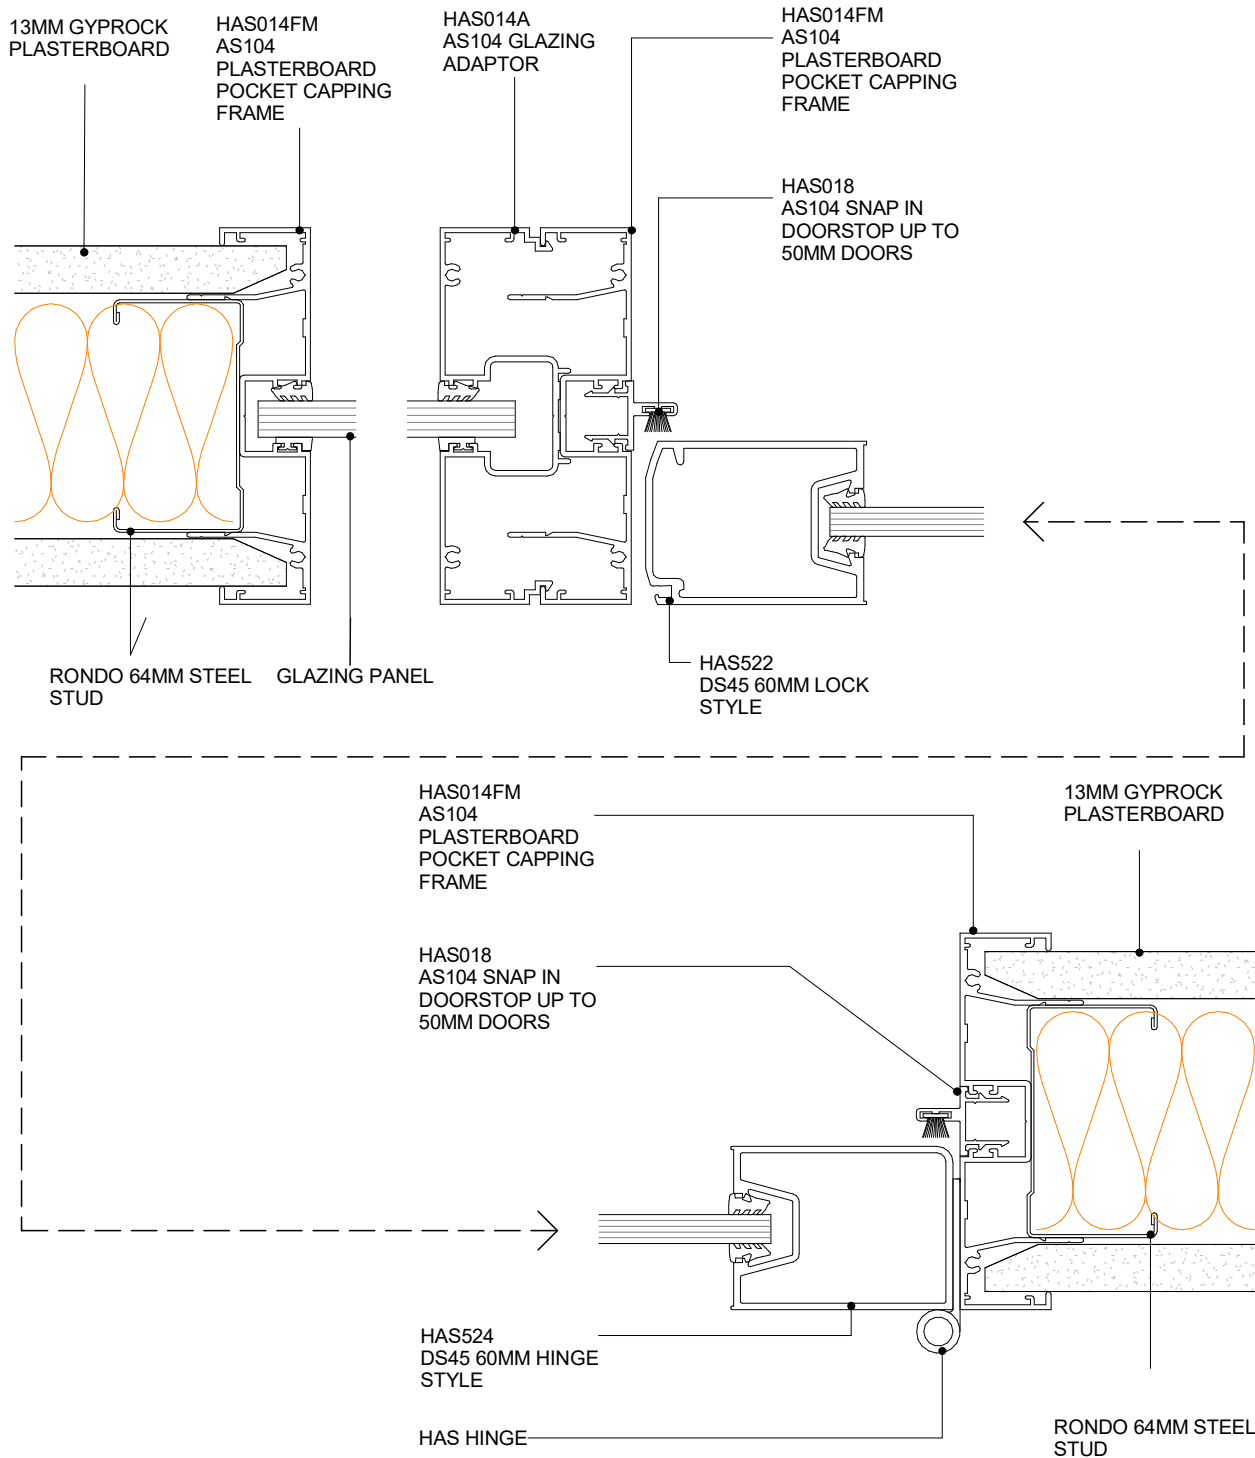 13MM GYPROCK
PLASTERBOARD
HAS014FM
AS104
PLASTERBOARD
POCKET CAPPING
FRAME
HAS014A
AS104 GLAZING
ADAPTOR
HAS014FM
AS104
PLASTERBOARD
POCKET CAPPING
FRAME
HAS018
AS104 SNAP IN
DOORSTOP UP TO
50MM DOORS
RONDO 64MM STEEL
STUD
GLAZING PANEL
HAS522
DS45 60MM LOCK
STYLE
HAS014FM
AS104
PLASTERBOARD
POCKET CAPPING
FRAME
13MM GYPROCK
PLASTERBOARD
HAS018
AS104 SNAP IN
DOORSTOP UP TO
50MM DOORS
HAS524
DS45 60MM HINGE
STYLE
HAS HINGE
RONDO 64MM STEEL
STUD